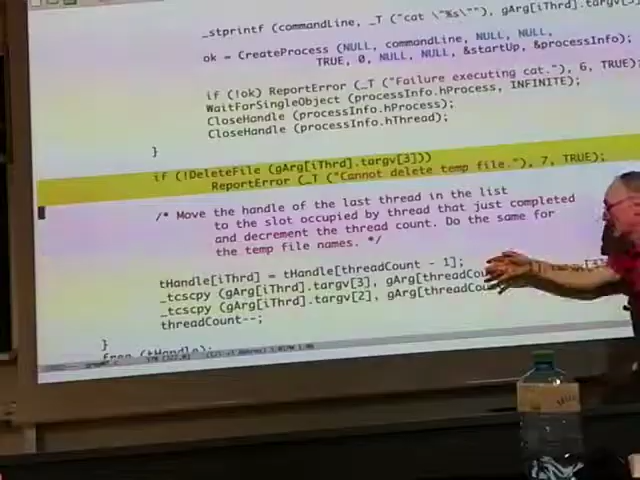 _stprintf (commandLine, _T ("cat \"%s\""), gArg[iThrd].targv[3]
ok = CreateProcess (NULL, commandLine, NULL, NULL,
TRUE, 0, NULL, NULL, &startUp, &processInfo);
if (!ok) ReportError (_T ("Failure executing cat."), 6, TRUE);
WaitForSingleObject (processInfo.hProcess, INFINITE);
CloseHandle (processInfo.hProcess);
CloseHandle (processInfo.hThread);
}
if (!DeleteFile (gArg[iThrd].targv[3]))
ReportError (_T ("Cannot delete temp file."), 7, TRUE);
/* Move the handle of the last thread in the list
to the slot occupied by thread that just completed
and decrement the thread count. Do the same for
the temp file names. */
tHandle[iThrd] = tHandle[threadCount - 1];
_tcscpy (gArg[iThrd].targv[3], gArg[threadCount
_tcscpy (gArg[iThrd].targv[2], gArg[threadCou
threadCount--;
}
free (tHandle);